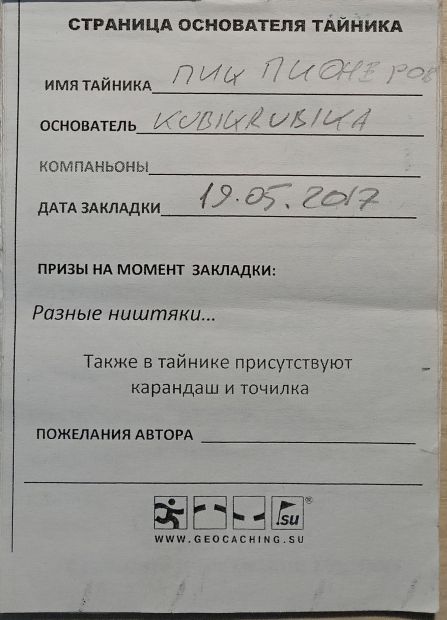 СТРАНИЦА ОСНОВАТЕЛЯ ТАЙНИКА
ИМЯ ТАЙНИКА ПИК ПИОНЕРОВ
ОСНОВАТЕЛЬ KUBIKRUBIKA
КОМПАНЬОНЫ
ДАТА ЗАКЛАДКИ 19.05.2017
ПРИЗЫ НА МОМЕНТ ЗАКЛАДКИ:
Разные ништяки...
Также в тайнике присутствуют
карандаш и точилка
ПОЖЕЛАНИЯ АВТОРА
.su®
WWW.GEOCACHING.SU